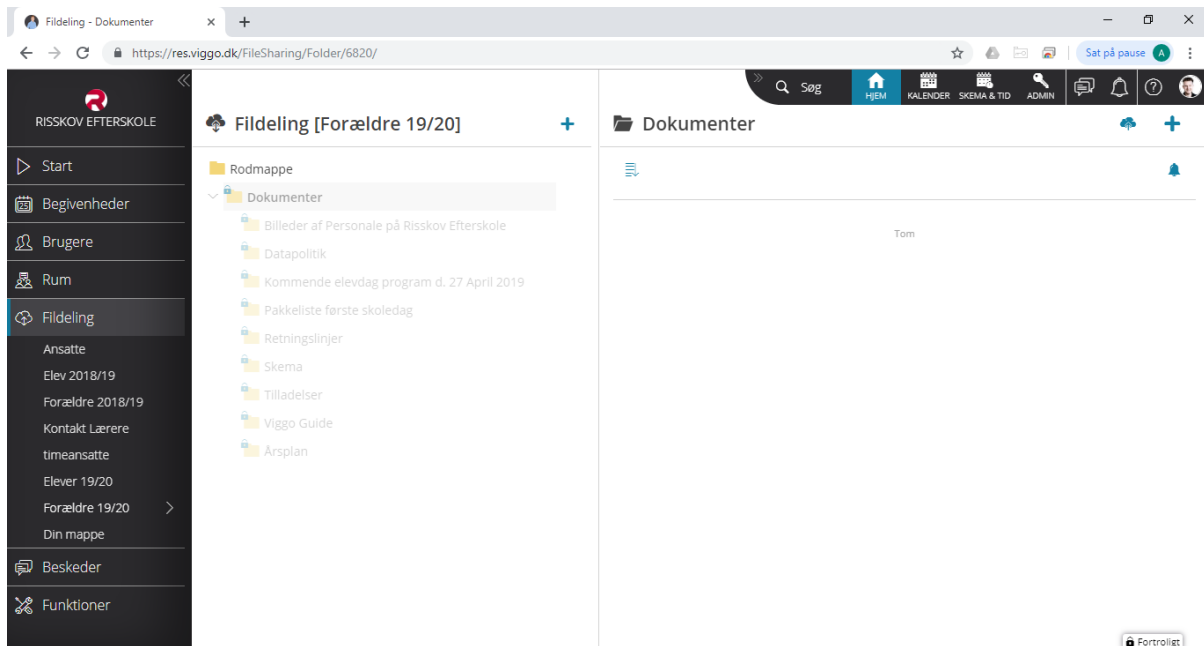 Fildeling - Dokumenter
https://res.viggo.dk/FileSharing/Folder/6820/
Sat på pause
A
RISSKOV EFTERSKOLE
Start
Begivenheder
Brugere
Rum
Fildeling
Ansatte
Elev 2018/19
Forældre 2018/19
Kontakt Lærere
timeansatte
Elever 19/20
Forældre 19/20
Din mappe
Beskeder
Funktioner
Fildeling [Forældre 19/20]
Rodmappe
Dokumenter
Billeder af Personale på Risskov Efterskole
Datapolitik
Kommende elevdag program d. 27 April 2019
Pakkeliste første skoledag
Retningslinjer
Skema
Tilladelser
Viggo Guide
Årsplan
Søg
HJEM
KALENDER
SKEMA & TID
ADMIN
Dokumenter
Tom
Fortroligt